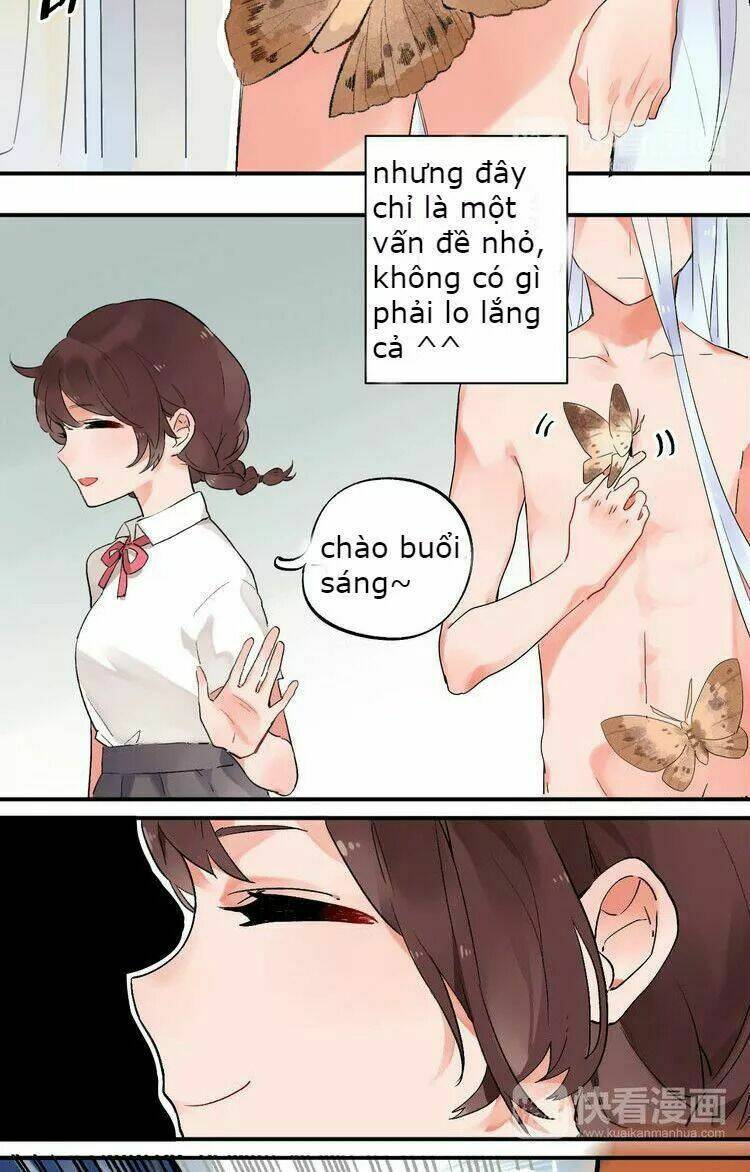 nhưng đây
chỉ là một
vấn đề nhỏ,
không có gì
phải lo lắng
cả ^^
chào buổi
sáng~
快看漫画
www.kuaikanmanhua.com